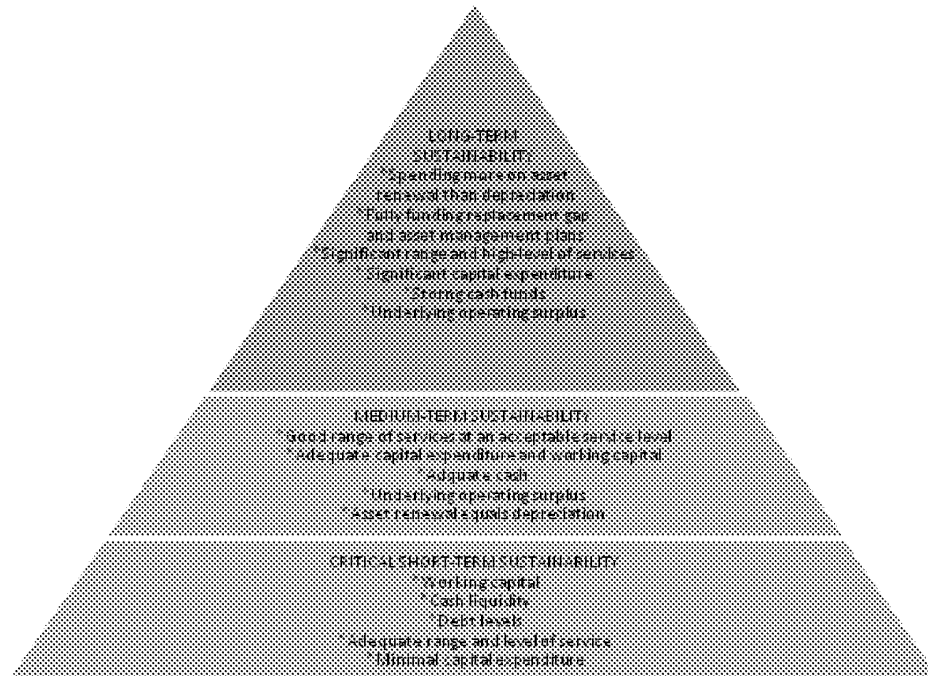 LONG-TERM
SUSTAINABILITY
*Spending more on asset
renewal than depreciation
*Fully funding replacement gap
and asset management plans
*Significant range and high-level of services
*Significant capital expenditure
*Storng cash funds
*Underlying operating surplus
MEDIUM-TERM SUSTAINABILITY
*Good range of services at an acceptable service level
*Adequate capital expenditure and working capital
*Adquate cash
*Underlying operating surplus
*Asset renewal equals depreciation
CRITICAL SHORT-TERM SUSTAINABILITY
*Working capital
*Cash liquidity
*Debt levels
*Adequate range and level of service
*Minimal capital expenditure